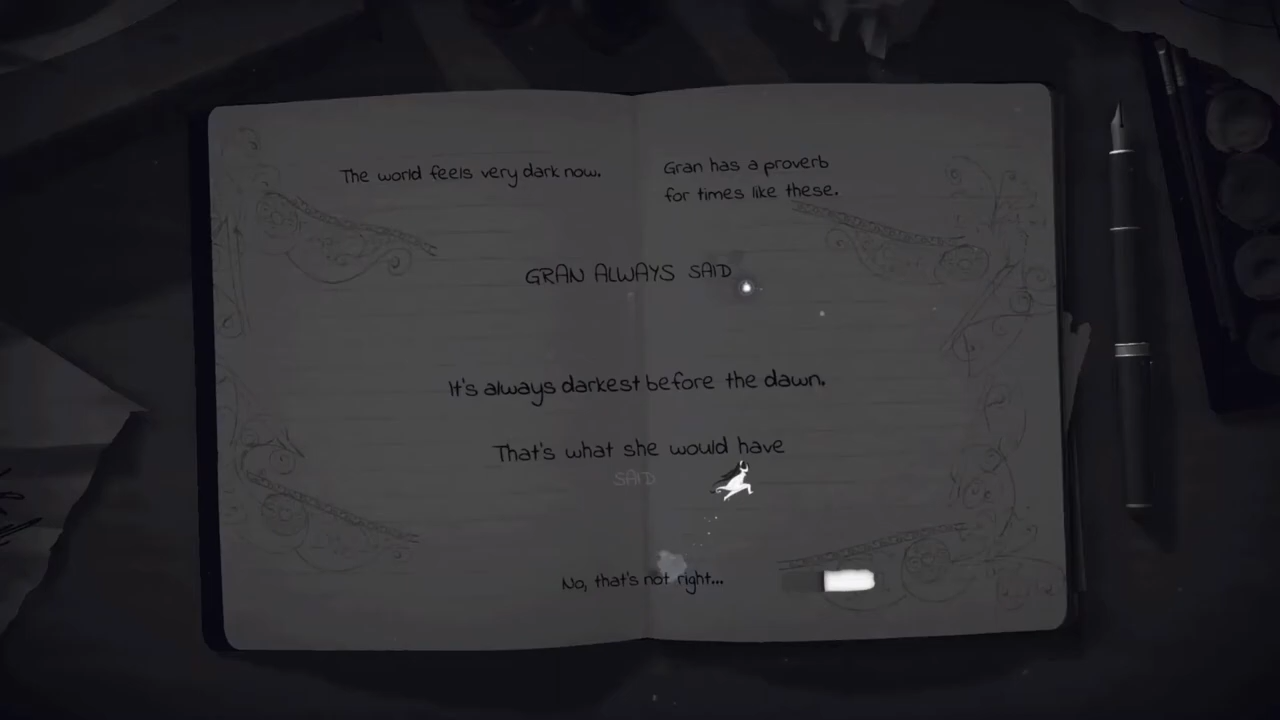 The world feels very dark now.
Gran has a proverb
for times like these.
GRAN ALWAYS SAID
It's always darkest before the dawn.
That's what she would have
SAID
No, that's not right...